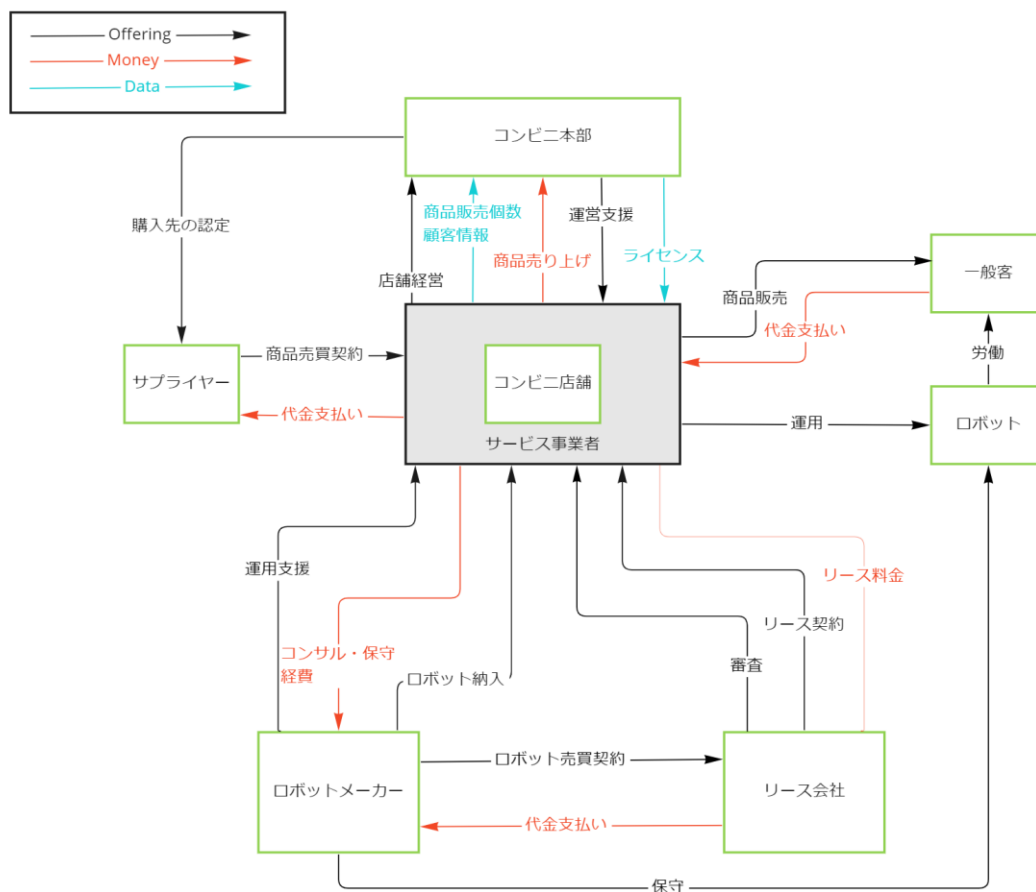 Offering
Money
Data
コンビニ本部
購入先の認定
商品販売個数
顧客情報
店舗経営
商品売り上げ
運営支援
ライセンス
商品販売
代金支払い
一般客
労働
サプライヤー
商品売買契約
代金支払い
コンビニ店舗
サービス事業者
運用
ロボット
運用支援
コンサル・保守
経費
ロボット納入
審査
リース契約
リース料金
ロボットメーカー
ロボット売買契約
代金支払い
リース会社
保守